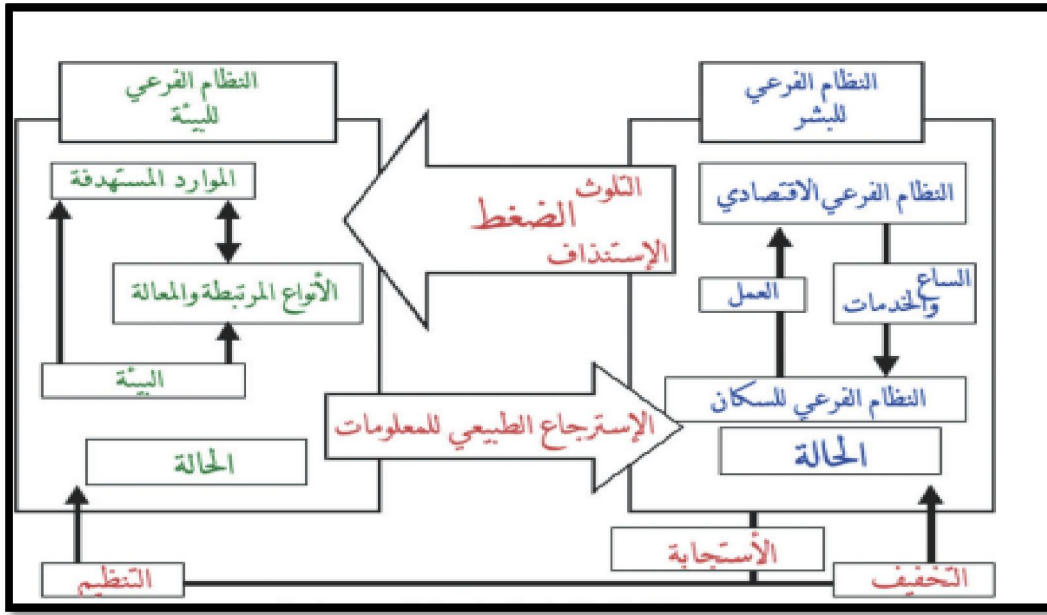 النظام الفرعي
للبشر
النظام الفرعي الاقتصادي
العمل
الساع
والخدمات
النظام الفرعي للسكان
الحالة
التلوث
الضغط
الإستنذاف
الإسترجاع الطبيعي للمعلومات
النظام الفرعي
للبيئة
الموارد المستهدفة
الأنواع المرتبطة والمعالة
البيئة
الحالة
الأستجابة
التخفيف
التنظيم